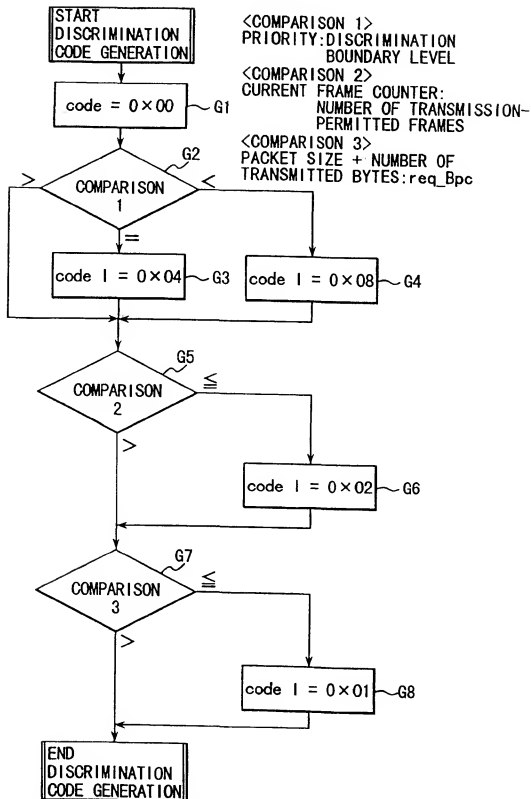 START
DISCRIMINATION
CODE GENERATION
<COMPARISON 1>
PRIORITY:DISCRIMINATION
BOUNDARY LEVEL
<COMPARISON 2>
CURRENT FRAME COUNTER:
NUMBER OF TRANSMISSION-
PERMITTED FRAMES
<COMPARISON 3>
PACKET SIZE + NUMBER OF
TRANSMITTED BYTES:req_Bpc
code = 0×00
G1
G2
>
COMPARISON
1
<
=
code I = 0×04
G3
code I = 0×08
G4
G5
COMPARISON
2
≦
>
code I = 0×02
G6
G7
COMPARISON
3
≦
>
code I = 0×01
G8
END
DISCRIMINATION
CODE GENERATION